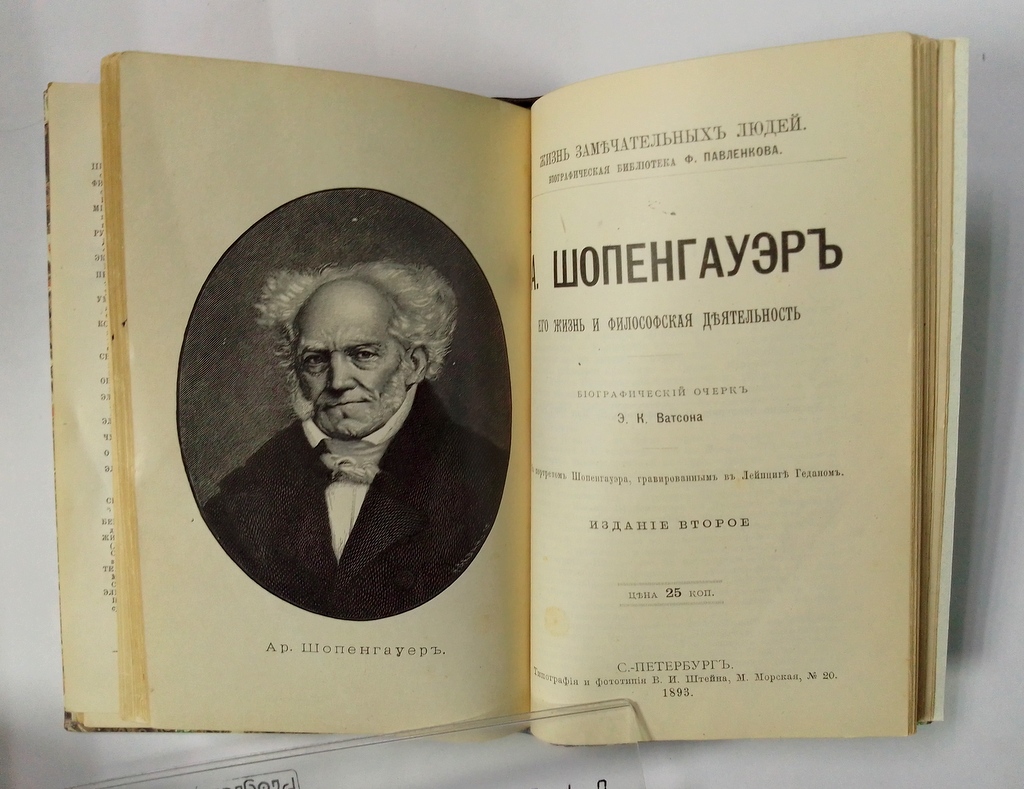 Ар. Шопенгауеръ.
ЖИЗНЬ ЗАМѢЧАТЕЛЬНЫХЪ ЛЮДЕЙ.
БІОГРАФИЧЕСКАЯ БИБЛІОТЕКА Ф. ПАВЛЕНКОВА.
А. ШОПЕНГАУЭРЪ
ЕГО ЖИЗНЬ И ФИЛОСОФСКАЯ ДѢЯТЕЛЬНОСТЬ
БІОГРАФИЧЕСКІЙ ОЧЕРКЪ
Э. К. Ватсона
портретомъ Шопенгауэра, гравированнымъ въ Лейпцигѣ Геданомъ.
ИЗДАНІЕ ВТОРОЕ
ЦѢНА 25 КОП.
С.-ПЕТЕРБУРГЪ.
Типографія и фототипія В. И. Штейна, М. Морская, № 20.
1893.